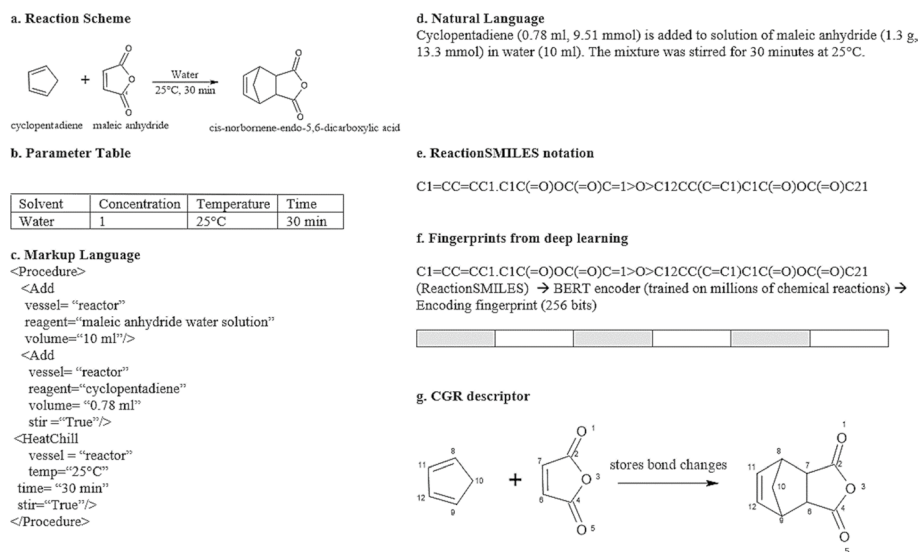 a. Reaction Scheme
O
+
O
O
Water
25°C, 30 min
O
O
O
cyclopentadiene maleic anhydride cis-norbornene-endo-5,6-dicarboxylic acid
b. Parameter Table
Solvent Concentration Temperature Time
Water 1 25°C 30 min
c. Markup Language
<Procedure>
<Add
vessel= “reactor”
reagent=“maleic anhydride water solution”
volume=“10 ml”/>
<Add
vessel= “reactor”
reagent=“cyclopentadiene”
volume= “0.78 ml”
stir =“True”/>
<HeatChill
vessel = “reactor”
temp=“25°C”
time= “30 min”
stir=“True”/>
</Procedure>
d. Natural Language
Cyclopentadiene (0.78 ml, 9.51 mmol) is added to solution of maleic anhydride (1.3 g,
13.3 mmol) in water (10 ml). The mixture was stirred for 30 minutes at 25°C.
e. ReactionSMILES notation
C1=CC=CC1.C1C(=O)OC(=O)C=1>O>C12CC(C=C1)C1C(=O)OC(=O)C21
f. Fingerprints from deep learning
C1=CC=CC1.C1C(=O)OC(=O)C=1>O>C12CC(C=C1)C1C(=O)OC(=O)C21
(ReactionSMILES) → BERT encoder (trained on millions of chemical reactions) →
Encoding fingerprint (256 bits)
g. CGR descriptor
8
11
10
12
9
+
O 1
7
2
O 3
6
4
O 5
stores bond changes
1
O
8
7
2
11
10
O 3
12
9
6
4
O
5